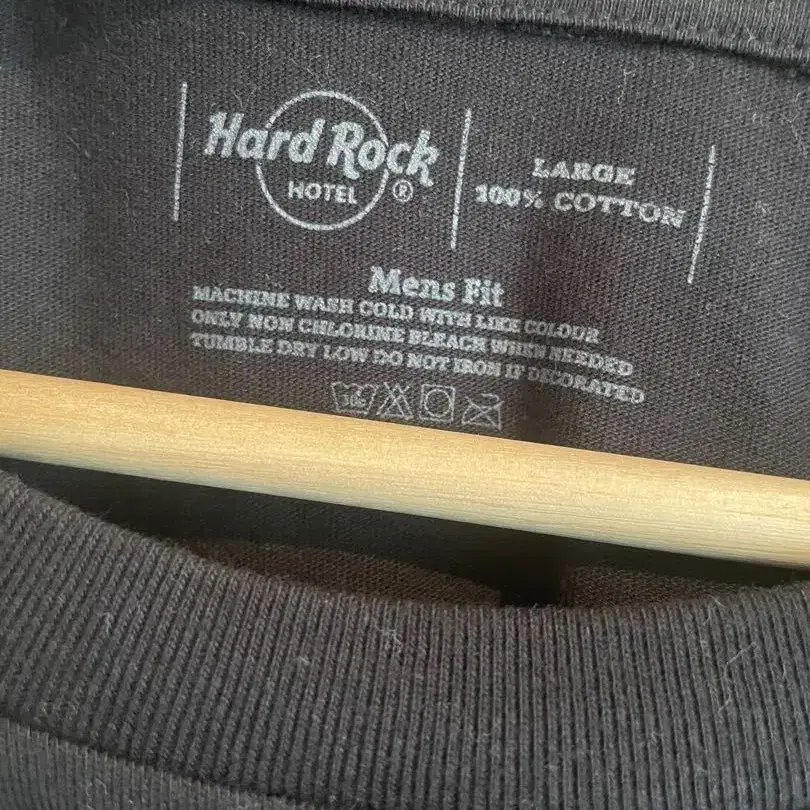 Hard Rock
HOTEL ®
LARGE
100% COTTON
Mens Fit
MACHINE WASH COLD WITH LIKE COLOUR
ONLY NON CHLORINE BLEACH WHEN NEEDED
TUMBLE DRY LOW DO NOT IRON IF DECORATED